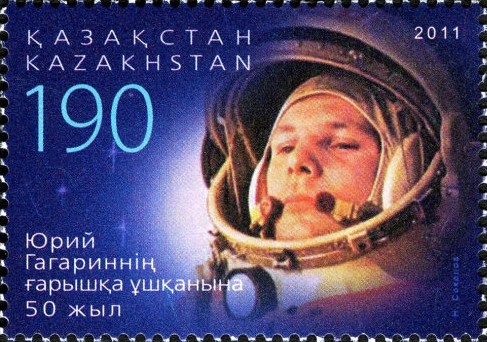 ҚАЗАҚСТАН
KAZAKHSTAN
2011
190
Юрий
Гагариннің
ғарышқа ұшқанына
50 жыл